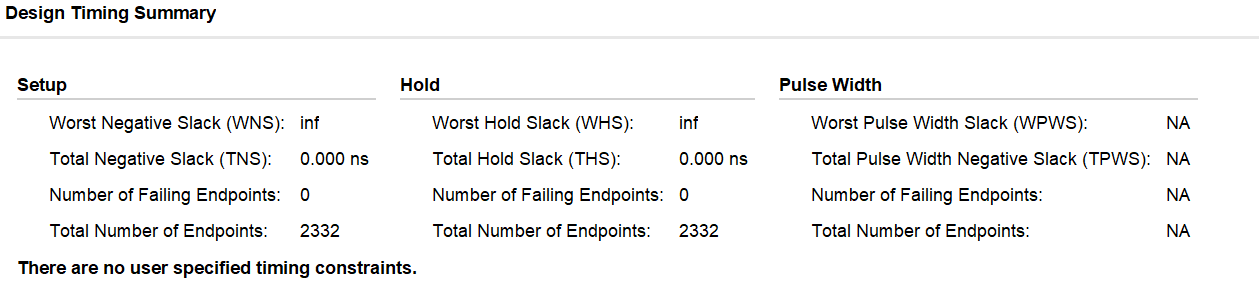 Design Timing Summary
Setup Hold Pulse Width
Worst Negative Slack (WNS): inf Worst Hold Slack (WHS): inf Worst Pulse Width Slack (WPWS): NA
Total Negative Slack (TNS): 0.000 ns Total Hold Slack (THS): 0.000 ns Total Pulse Width Negative Slack (TPWS): NA
Number of Failing Endpoints: 0 Number of Failing Endpoints: 0 Number of Failing Endpoints: NA
Total Number of Endpoints: 2332 Total Number of Endpoints: 2332 Total Number of Endpoints: NA
There are no user specified timing constraints.